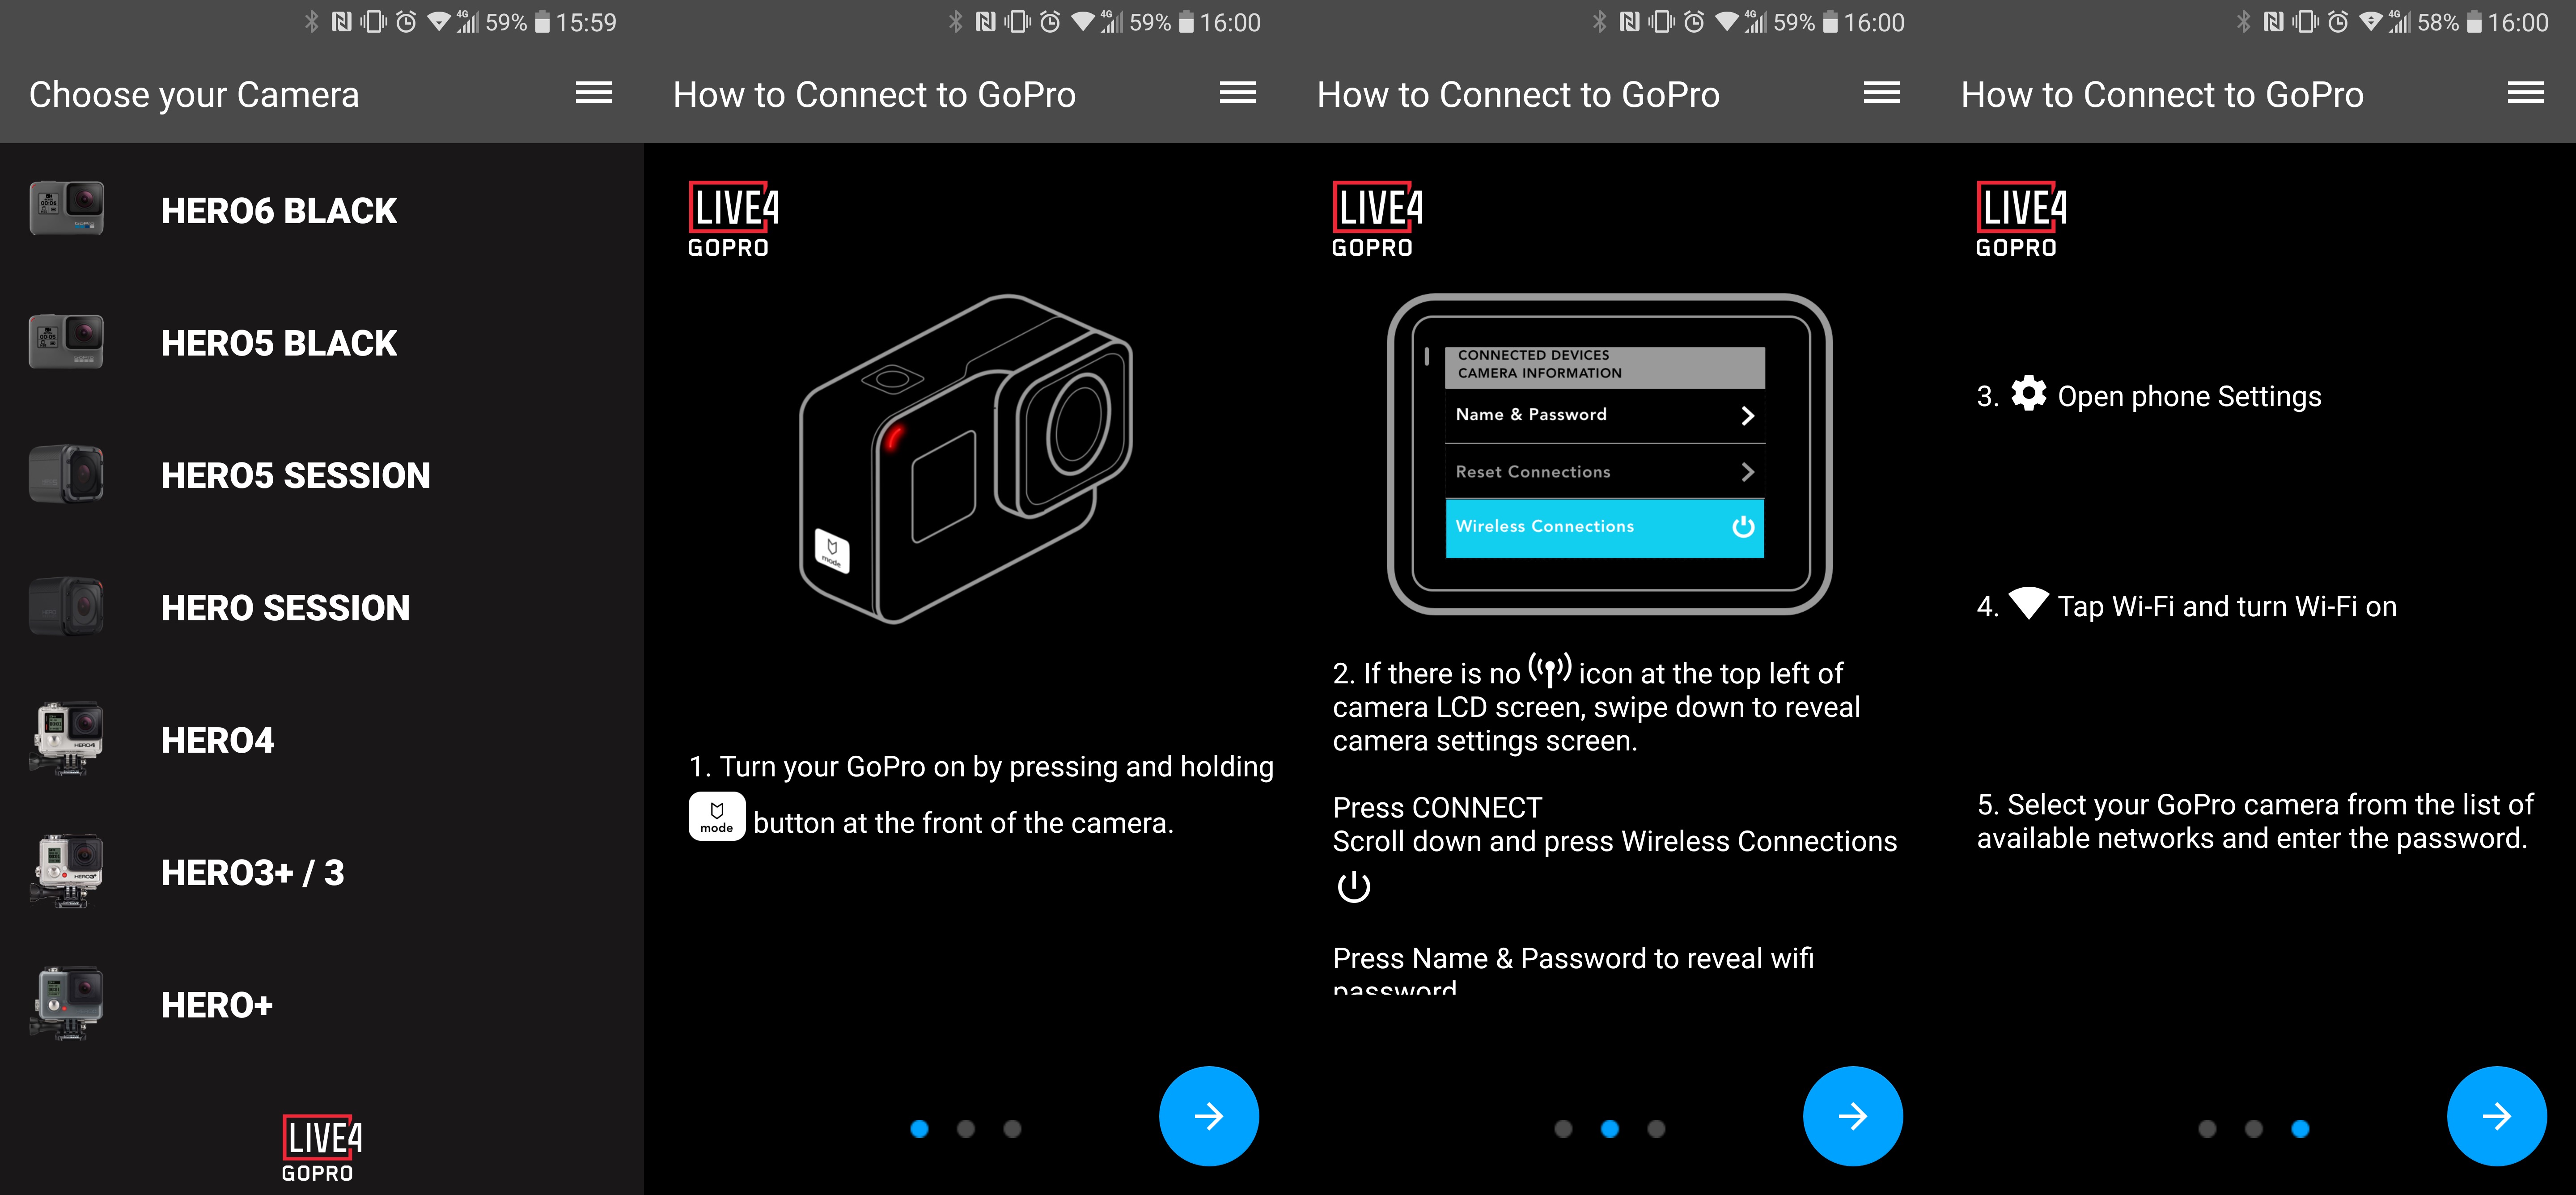 59% 15:59
Choose your Camera
HERO6 BLACK
HERO5 BLACK
HERO5 SESSION
HERO SESSION
HERO4
HERO3+ / 3
HERO+
LIVE4
GOPRO
4G 59% 16:00
How to Connect to GoPro
LIVE4
GOPRO
mode
1. Turn your GoPro on by pressing and holding
mode button at the front of the camera.
4G 59% 16:00
How to Connect to GoPro
LIVE4
GOPRO
CONNECTED DEVICES
CAMERA INFORMATION
Name & Password
Reset Connections
Wireless Connections
2. If there is no icon at the top left of
camera LCD screen, swipe down to reveal
camera settings screen.
Press CONNECT
Scroll down and press Wireless Connections
Press Name & Password to reveal wifi
password
4G 58% 16:00
How to Connect to GoPro
LIVE4
GOPRO
3. Open phone Settings
4. Tap Wi-Fi and turn Wi-Fi on
5. Select your GoPro camera from the list of
available networks and enter the password.